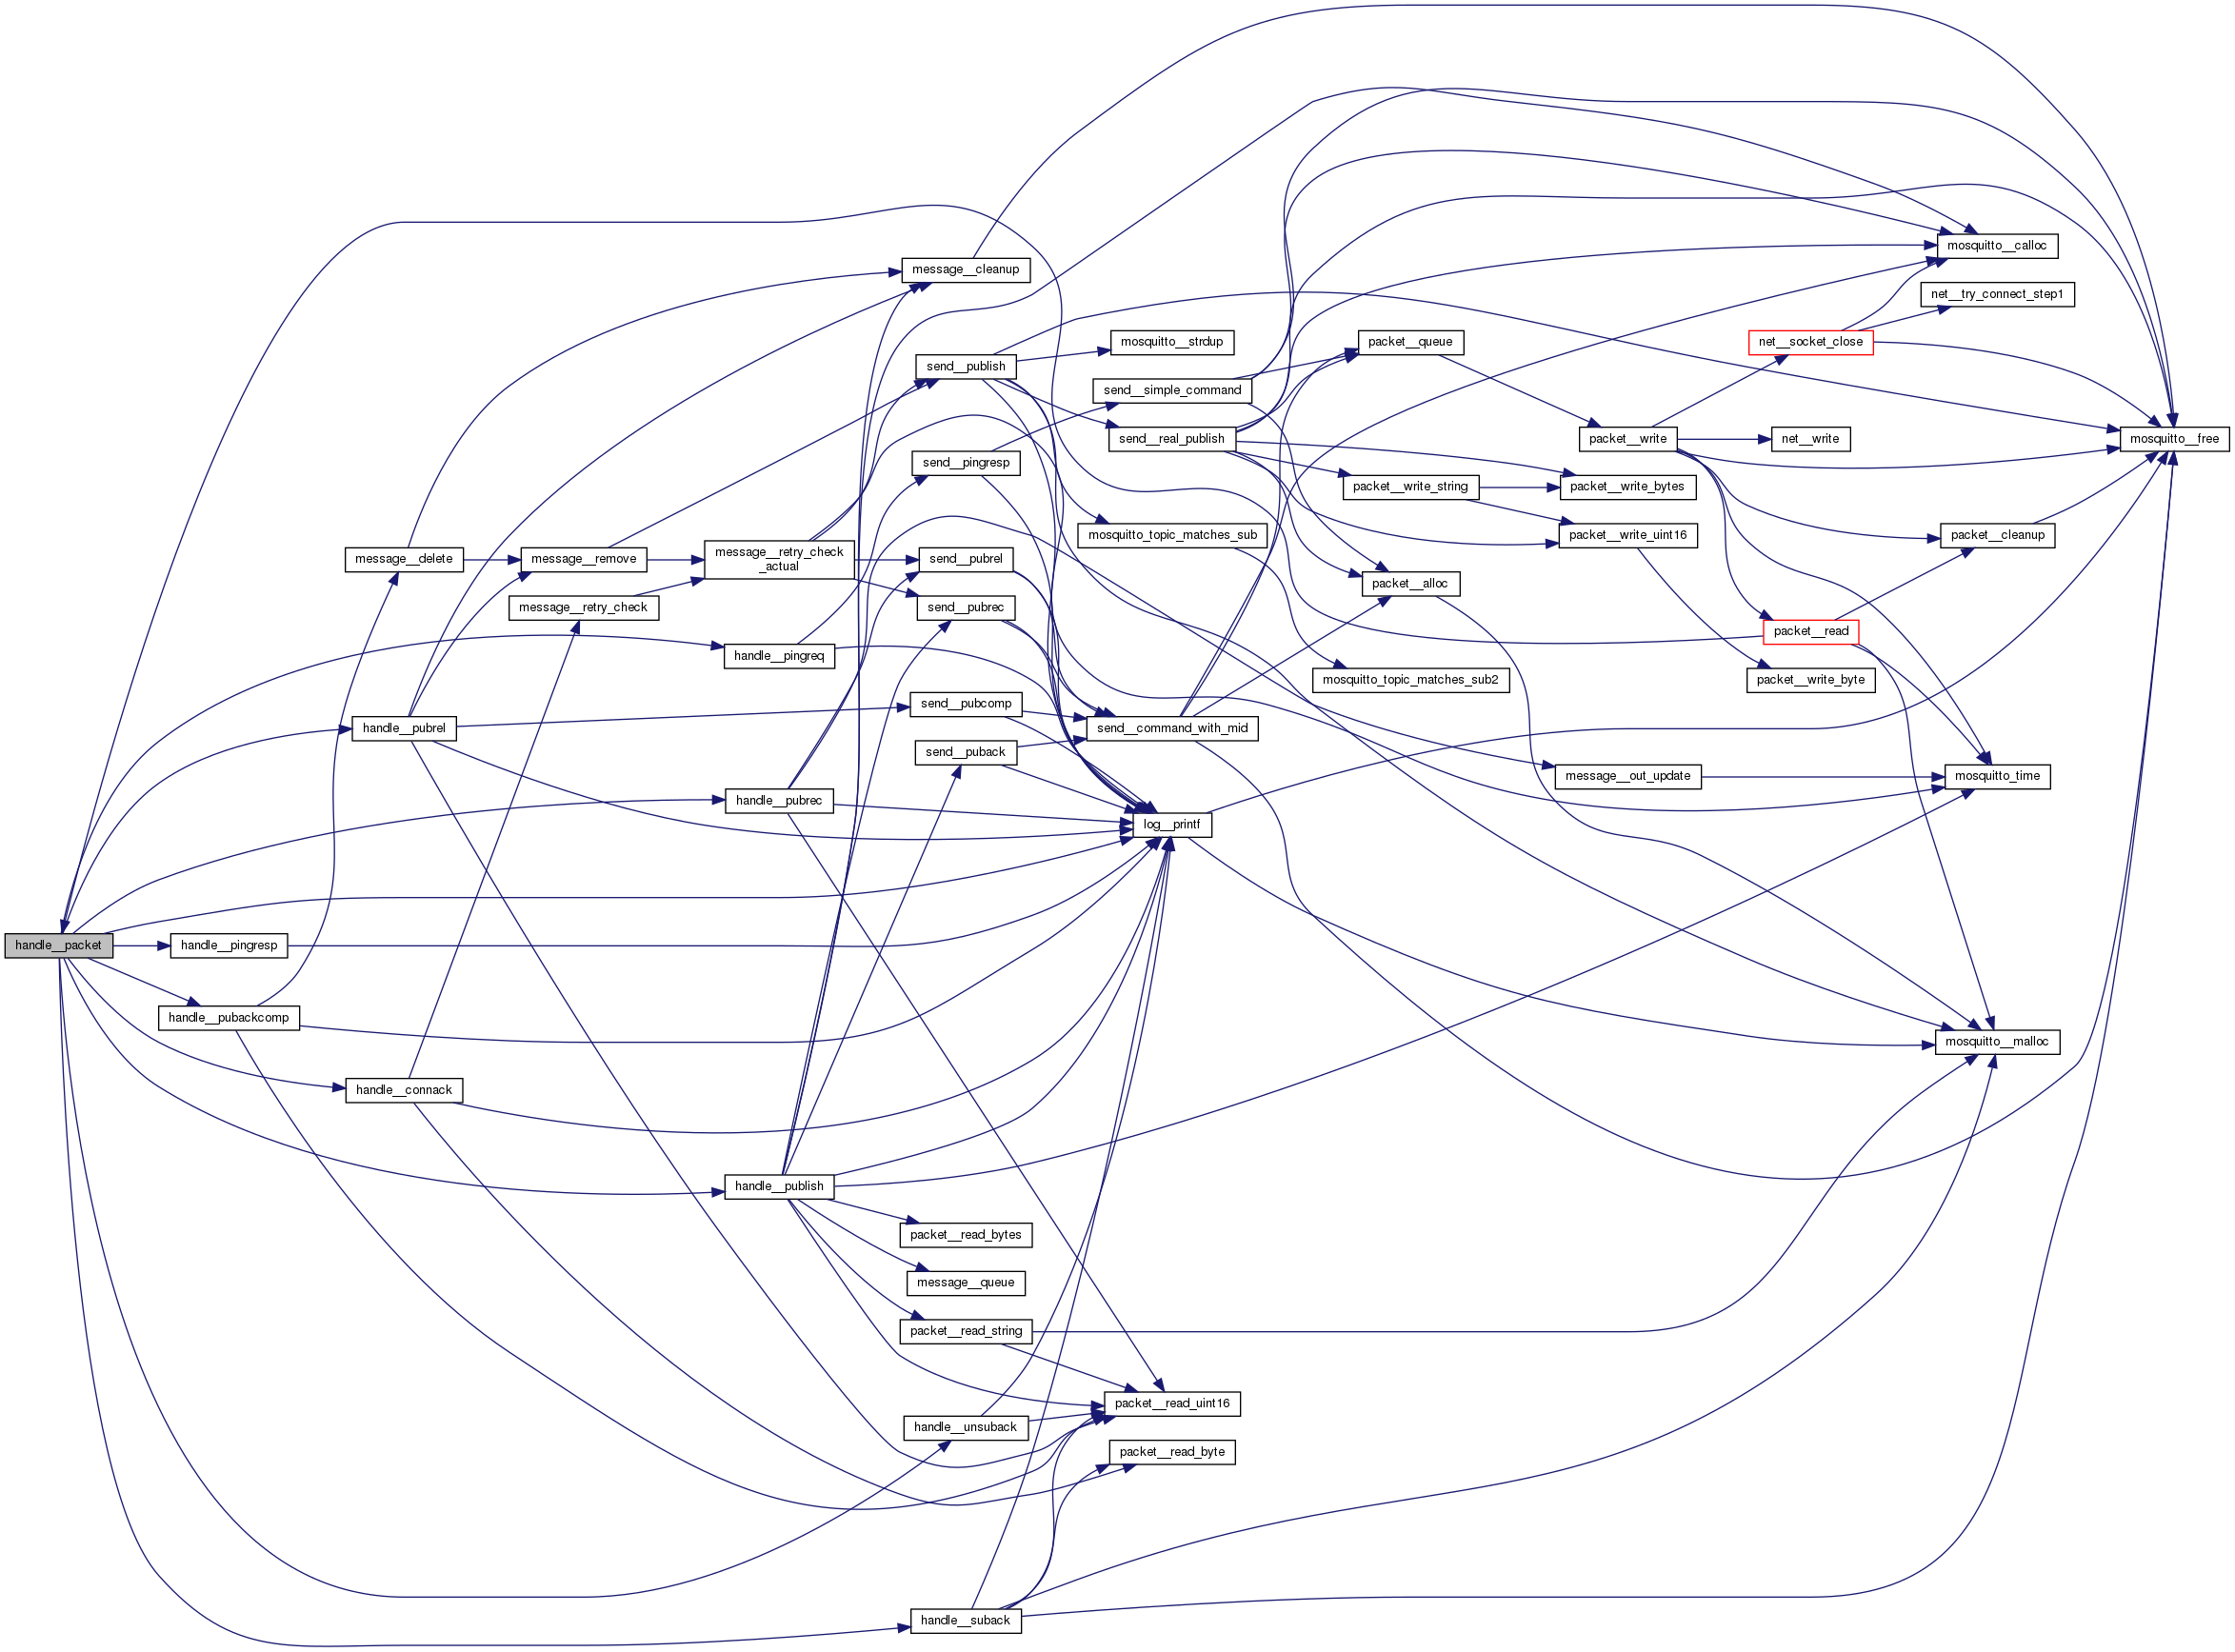 mosquitto__calloc
message__cleanup
net__try_connect_step1
mosquitto__strdup
packet__queue
net__socket_close
send__publish
send__simple_command
send__real_publish
packet__write
net__write
mosquitto__free
send__pingresp
packet__write_string
packet__write_bytes
mosquitto_topic_matches_sub
packet__write_uint16
packet__cleanup
message__delete
message__remove
message__retry_check
_actual
send__pubrel
packet__alloc
message__retry_check
send__pubrec
packet__read
handle__pingreq
mosquitto_topic_matches_sub2
packet__write_byte
send__pubcomp
handle__pubrel
send__command_with_mid
send__puback
message__out_update
mosquitto_time
handle__pubrec
log__printf
handle__packet
handle__pingresp
handle__pubackcomp
mosquitto__malloc
handle__connack
handle__publish
packet__read_bytes
message__queue
packet__read_string
packet__read_uint16
handle__unsuback
packet__read_byte
handle__suback